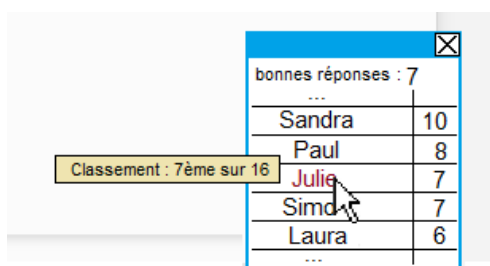 bonnes réponses : 7
...
Sandra 10
Paul 8
Classement : 7ème sur 16
Julie 7
7
Laura 6
...